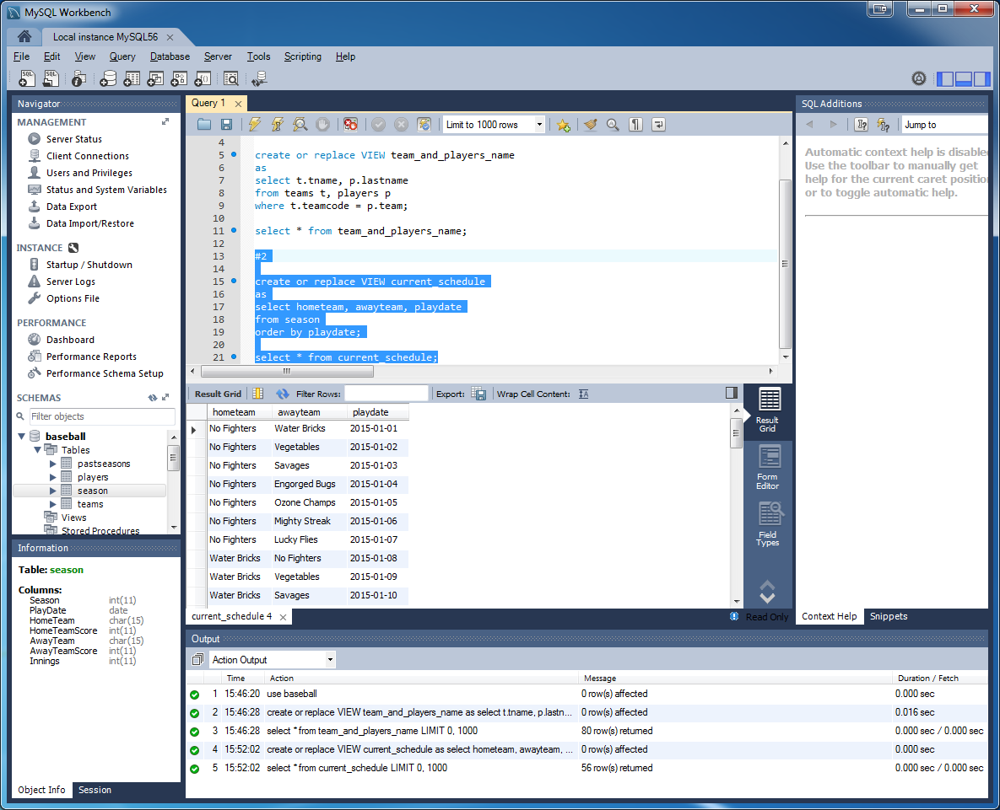 MySQL Workbench
Local instance MySQL56
File Edit View Query Database Server Tools Scripting Help
Navigator
MANAGEMENT
Server Status
Client Connections
Users and Privileges
Status and System Variables
Data Export
Data Import/Restore
INSTANCE
Startup / Shutdown
Server Logs
Options File
PERFORMANCE
Dashboard
Performance Reports
Performance Schema Setup
SCHEMAS
Filter objects
baseball
Tables
pastseasons
players
season
teams
Views
Stored Procedures
Information
Table: season
Columns:
Season int(11)
PlayDate date
HomeTeam char(15)
HomeTeamScore int(11)
AwayTeam char(15)
AwayTeamScore int(11)
Innings int(11)
Object Info Session
Query 1
Limit to 1000 rows
4
5 create or replace VIEW team_and_players_name
6 as
7 select t.tname, p.lastname
8 from teams t, players p
9 where t.teamcode = p.team;
10
11 select * from team_and_players_name;
12
13 #2
14
15 create or replace VIEW current_schedule
16 as
17 select hometeam, awayteam, playdate
18 from season
19 order by playdate;
20
21 select * from current_schedule;
Result Grid Filter Rows: Export: Wrap Cell Content:
hometeam awayteam playdate
No Fighters Water Bricks 2015-01-01
No Fighters Vegetables 2015-01-02
No Fighters Savages 2015-01-03
No Fighters Engorged Bugs 2015-01-04
No Fighters Ozone Champs 2015-01-05
No Fighters Mighty Streak 2015-01-06
No Fighters Lucky Flies 2015-01-07
Water Bricks No Fighters 2015-01-08
Water Bricks Vegetables 2015-01-09
Water Bricks Savages 2015-01-10
Result
Grid
Form
Editor
Field
Types
current_schedule 4
Read Only
SQL Additions
Jump to
Automatic context help is disable
Use the toolbar to manually get
help for the current caret position
or to toggle automatic help.
Context Help Snippets
Output
Action Output
Time Action Message Duration / Fetch
1 15:46:20 use baseball 0 row(s) affected 0.000 sec
2 15:46:28 create or replace VIEW team_and_players_name as select t.tname, p.lastn... 0 row(s) affected 0.016 sec
3 15:46:28 select * from team_and_players_name LIMIT 0, 1000 80 row(s) returned 0.000 sec / 0.000 sec
4 15:52:02 create or replace VIEW current_schedule as select hometeam, awayteam, ... 0 row(s) affected 0.000 sec
5 15:52:02 select * from current_schedule LIMIT 0, 1000 56 row(s) returned 0.000 sec / 0.000 sec